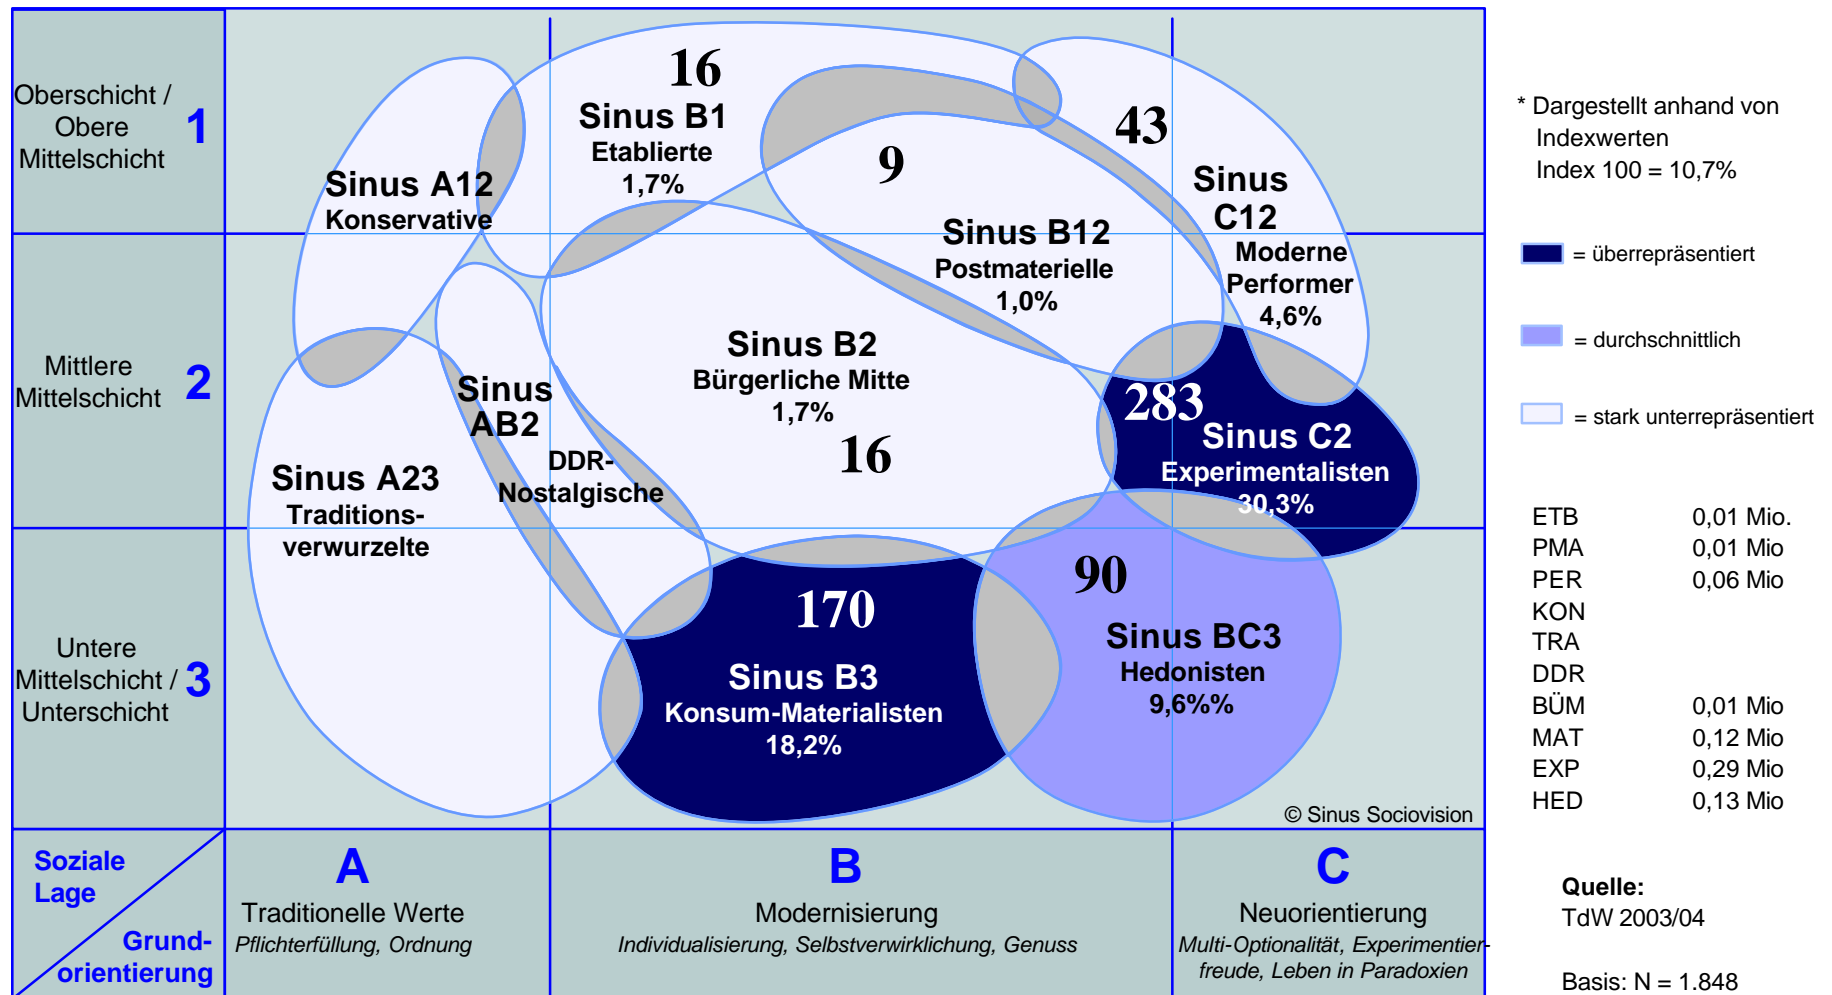 Oberschicht /
Obere
Mittelschicht
1
Mittlere
Mittelschicht
2
Untere
Mittelschicht /
Unterschicht
3
Soziale
Lage
Grund-
orientierung
A
Traditionelle Werte
Pflichterfüllung, Ordnung
B
Modernisierung
Individualisierung, Selbstverwirklichung, Genuss
C
Neuorientierung
Multi-Optionalität, Experimentier-
freude, Leben in Paradoxien
Sinus A12
Konservative
16
Sinus B1
Etablierte
1,7%
9
Sinus B12
Postmaterielle
1,0%
43
Sinus
C12
Moderne
Performer
4,6%
Sinus A23
Traditions-
verwurzelte
Sinus
AB2
DDR-
Nostalgische
Sinus B2
Bürgerliche Mitte
1,7%
16
283
Sinus C2
Experimentalisten
30,3%
170
Sinus B3
Konsum-Materialisten
18,2%
90
Sinus BC3
Hedonisten
9,6%%
© Sinus Sociovision
* Dargestellt anhand von
Indexwerten
Index 100 = 10,7%
= überrepräsentiert
= durchschnittlich
= stark unterrepräsentiert
ETB 0,01 Mio.
PMA 0,01 Mio
PER 0,06 Mio
KON
TRA
DDR
BÜM 0,01 Mio
MAT 0,12 Mio
EXP 0,29 Mio
HED 0,13 Mio
Quelle:
TdW 2003/04
Basis: N = 1.848